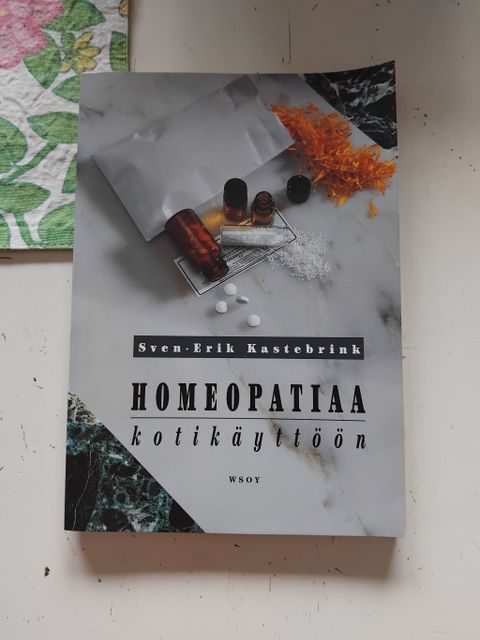 Sven-Erik Kastebrink
HOMEOPATIAA
kotikäyttöön
WSOY